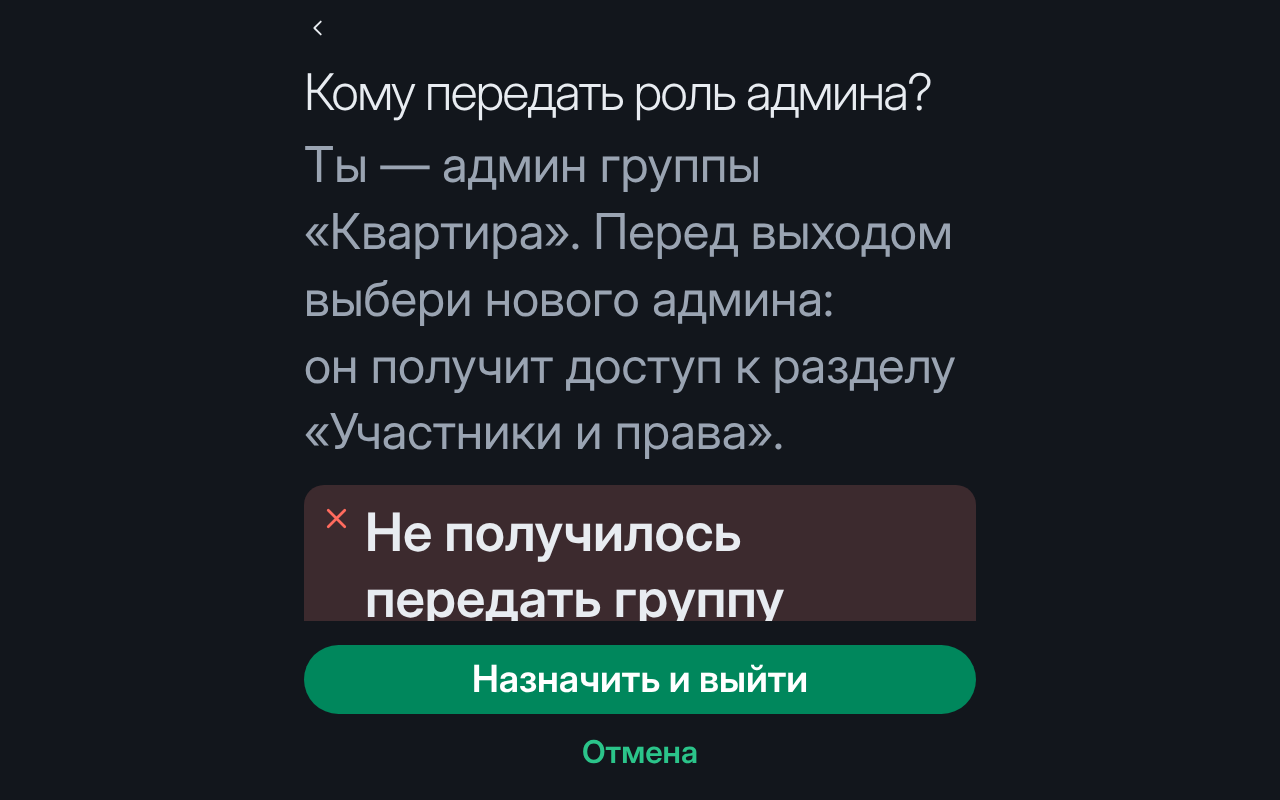 Кому передать роль админа?
Ты — админ группы
«Квартира». Перед выходом
выбери нового админа:
он получит доступ к разделу
«Участники и права».
Не получилось
передать группу
Назначить и выйти
Отмена